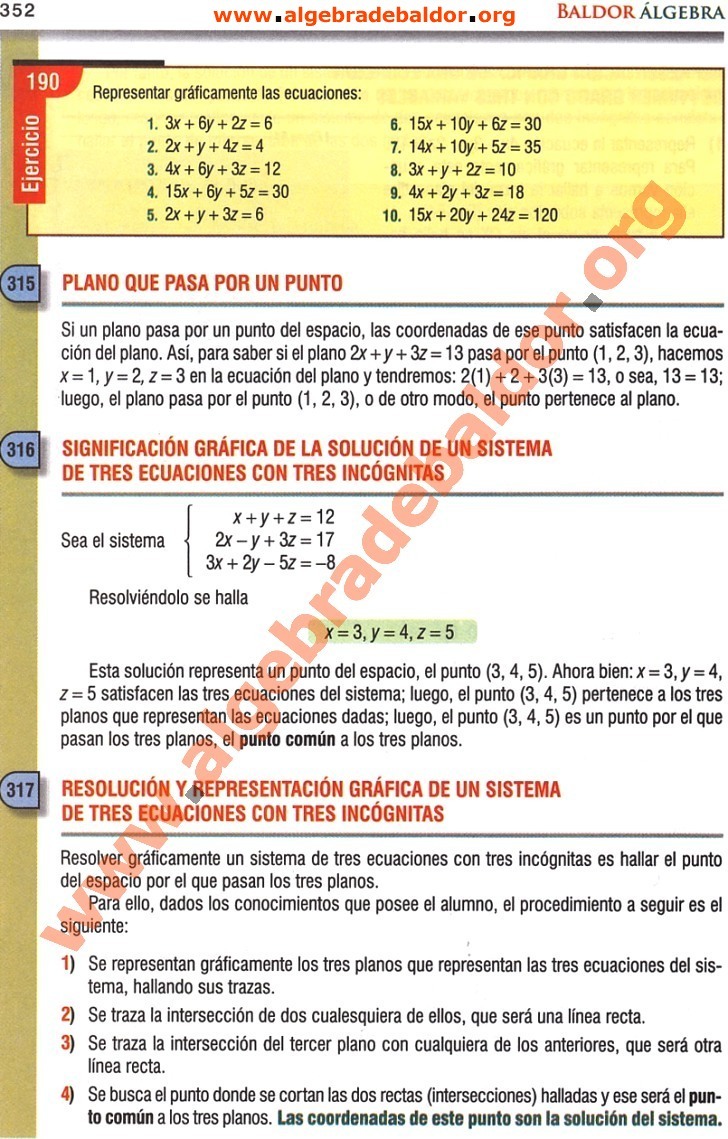 352
www.algebradebaldor.org
BALDOR ÁLGEBRA
190
Ejercicio
Representar gráficamente las ecuaciones:
1. 3x + 6y + 2z = 6
2. 2x + y + 4z = 4
3. 4x + 6y + 3z = 12
4. 15x + 6y + 5z = 30
5. 2x + y + 3z = 6
6. 15x + 10y + 6z = 30
7. 14x + 10y + 5z = 35
8. 3x + y + 2z = 10
9. 4x + 2y + 3z = 18
10. 15x + 20y + 24z = 120
315 PLANO QUE PASA POR UN PUNTO
Si un plano pasa por un punto del espacio, las coordenadas de ese punto satisfacen la ecua-
ción del plano. Así, para saber si el plano 2x + y + 3z = 13 pasa por el punto (1, 2, 3), hacemos
x = 1, y = 2, z = 3 en la ecuación del plano y tendremos: 2(1) + 2 + 3(3) = 13, o sea, 13 = 13;
luego, el plano pasa por el punto (1, 2, 3), o de otro modo, el punto pertenece al plano.
316 SIGNIFICACIÓN GRÁFICA DE LA SOLUCIÓN DE UN SISTEMA
DE TRES ECUACIONES CON TRES INCÓGNITAS
x + y + z = 12
Sea el sistema 2x – y + 3z = 17
3x + 2y – 5z = –8
Resolviéndolo se halla
x = 3, y = 4, z = 5
Esta solución representa un punto del espacio, el punto (3, 4, 5). Ahora bien: x = 3, y = 4,
z = 5 satisfacen las tres ecuaciones del sistema; luego, el punto (3, 4, 5) pertenece a los tres
planos que representan las ecuaciones dadas; luego, el punto (3, 4, 5) es un punto por el que
pasan los tres planos, el punto común a los tres planos.
317 RESOLUCIÓN Y REPRESENTACIÓN GRÁFICA DE UN SISTEMA
DE TRES ECUACIONES CON TRES INCÓGNITAS
Resolver gráficamente un sistema de tres ecuaciones con tres incógnitas es hallar el punto
del espacio por el que pasan los tres planos.
Para ello, dados los conocimientos que posee el alumno, el procedimiento a seguir es el
siguiente:
1) Se representan gráficamente los tres planos que representan las tres ecuaciones del sis-
tema, hallando sus trazas.
2) Se traza la intersección de dos cualesquiera de ellos, que será una línea recta.
3) Se traza la intersección del tercer plano con cualquiera de los anteriores, que será otra
línea recta.
4) Se busca el punto donde se cortan las dos rectas (intersecciones) halladas y ese será el pun-
to común a los tres planos. Las coordenadas de este punto son la solución del sistema.
www.algebradebaldor.org